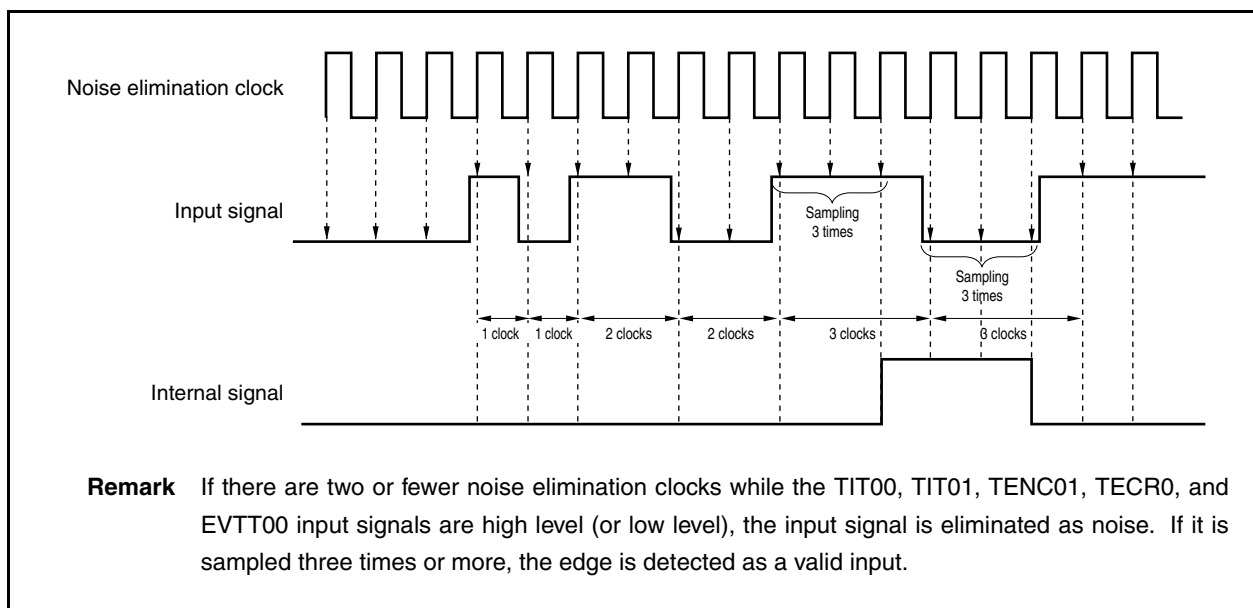 Noise elimination clock
Input signal
Sampling
3 times
Sampling
3 times
1 clock
1 clock
2 clocks
2 clocks
3 clocks
3 clocks
Internal signal
Remark If there are two or fewer noise elimination clocks while the TIT00, TIT01, TENC01, TECR0, and
EVTT00 input signals are high level (or low level), the input signal is eliminated as noise. If it is
sampled three times or more, the edge is detected as a valid input.